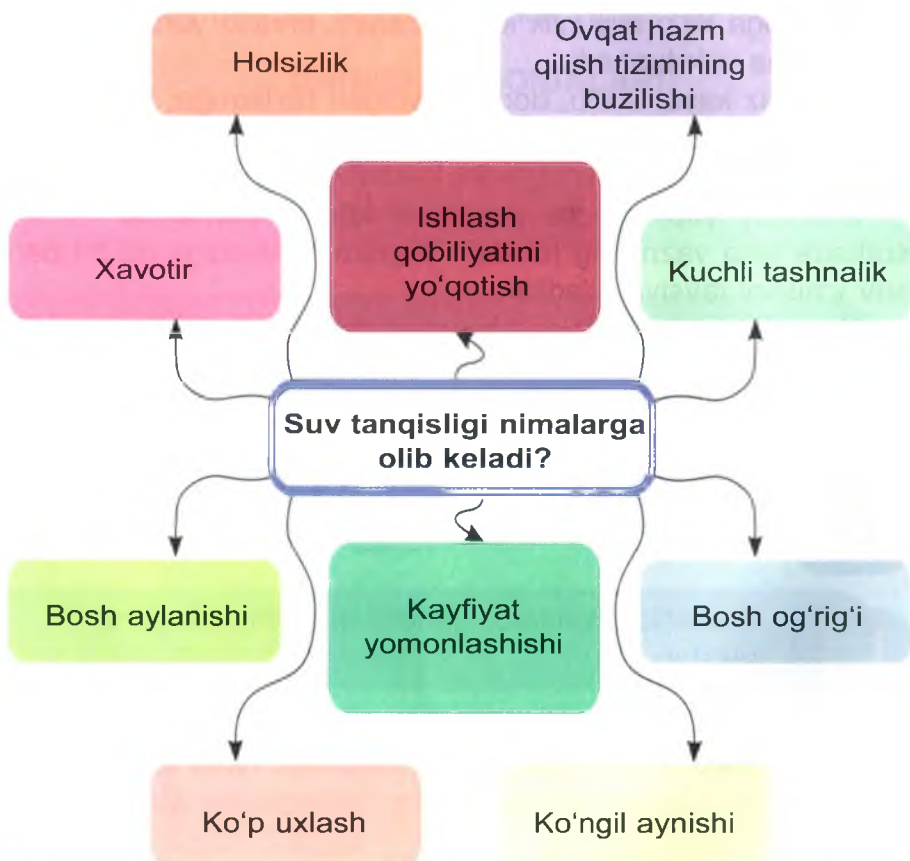 Holsizlik
Ovqat hazm
qilish tizimining
buzilishi
Xavotir
Ishlash
qobiliyatini
yo‘qotish
Kuchli tashnalik
Suv tanqisligi nimalarga
olib keladi?
Bosh aylanishi
Kayfiyat
yomonlashishi
Bosh og‘rig‘i
Ko‘p uxlash
Ko‘ngil aynishi